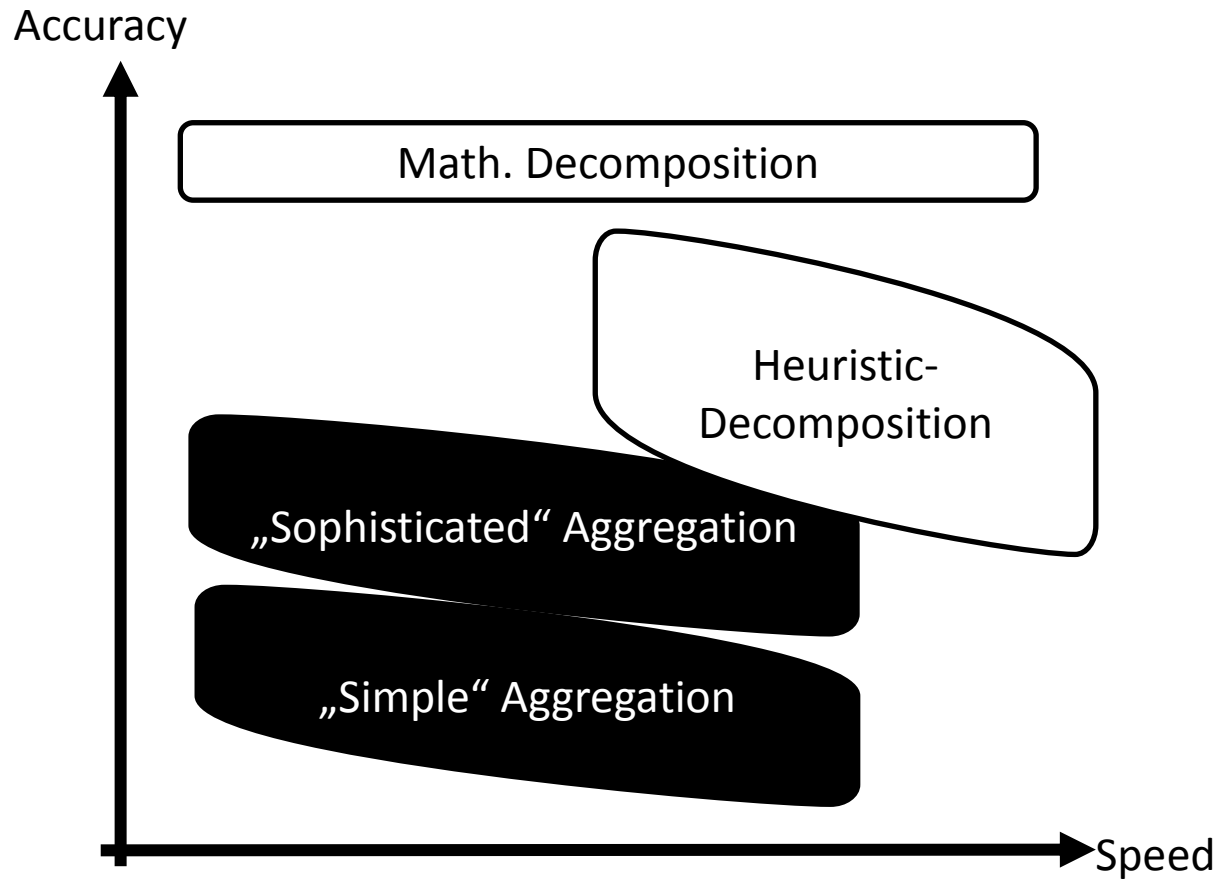 Accuracy
Math. Decomposition
Heuristic-
Decomposition
„Sophisticated“ Aggregation
„Simple“ Aggregation
Speed